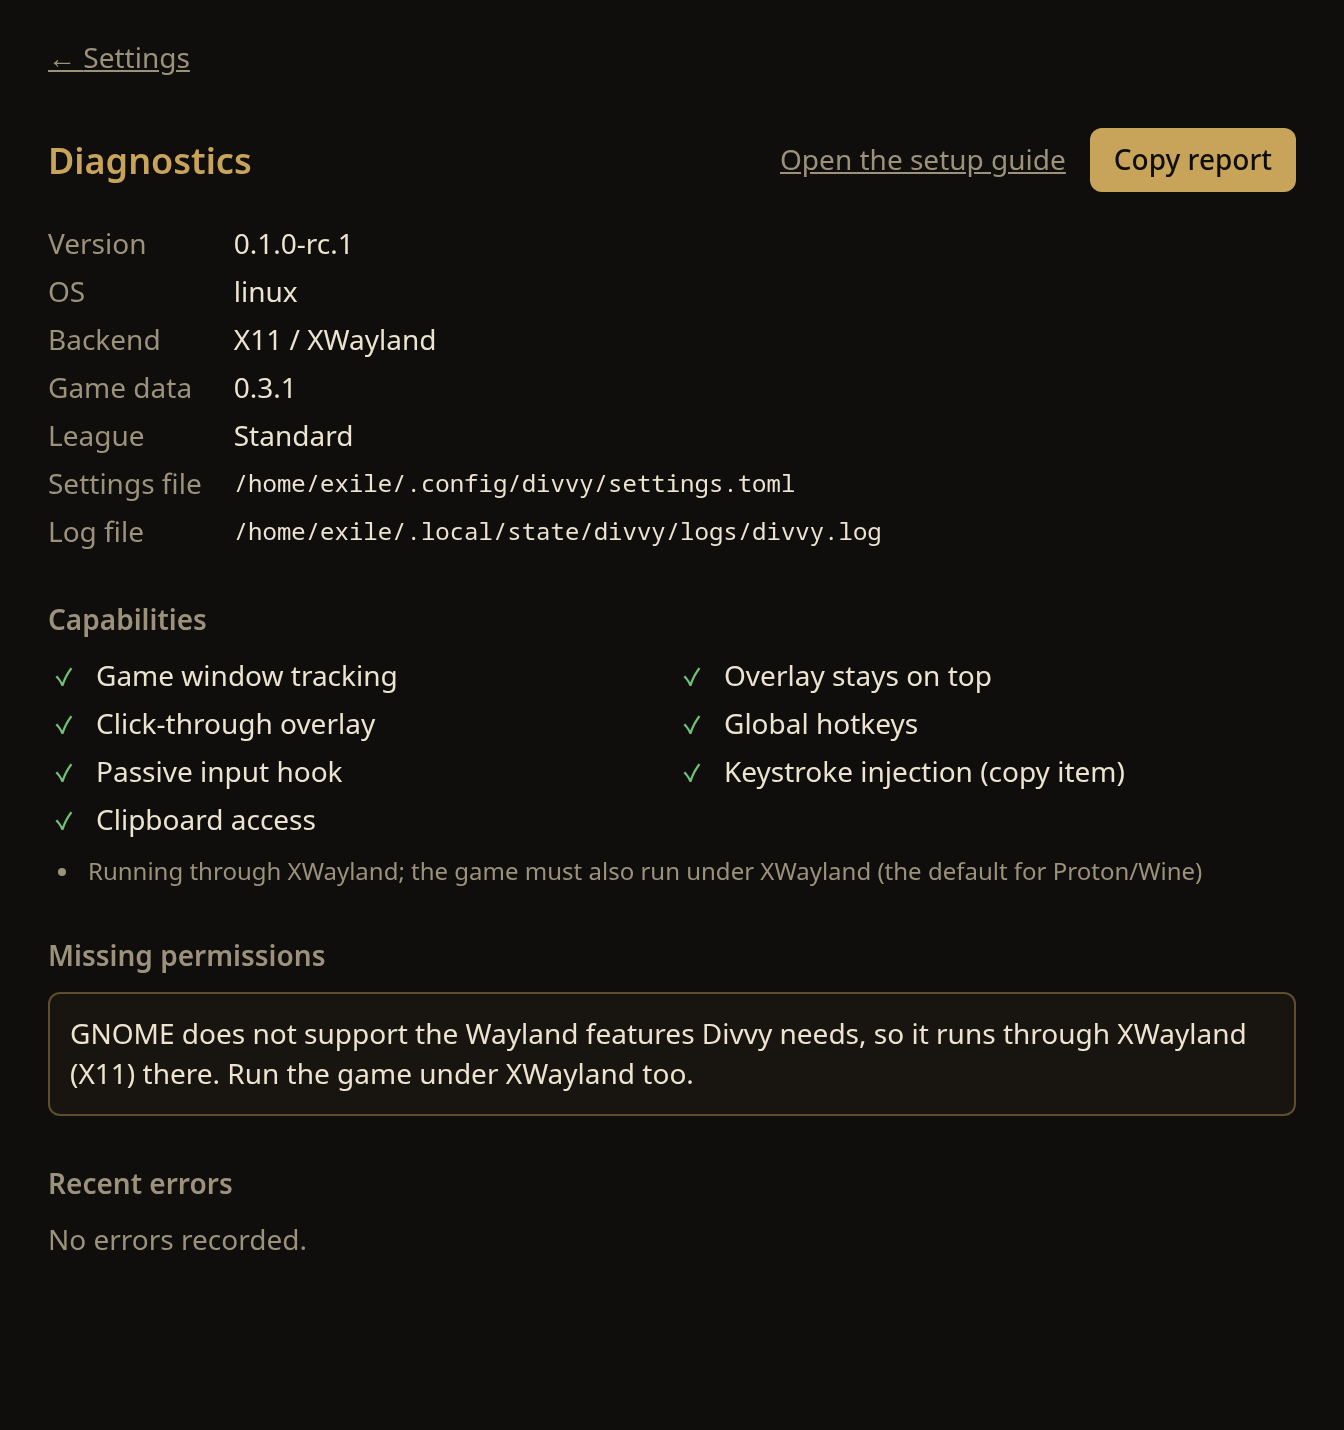 ← Settings
Diagnostics
Open the setup guide
Copy report
Version 0.1.0-rc.1
OS linux
Backend X11 / XWayland
Game data 0.3.1
League Standard
Settings file /home/exile/.config/divvy/settings.toml
Log file /home/exile/.local/state/divvy/logs/divvy.log
Capabilities
✓ Game window tracking
✓ Overlay stays on top
✓ Click-through overlay
✓ Global hotkeys
✓ Passive input hook
✓ Keystroke injection (copy item)
✓ Clipboard access
• Running through XWayland; the game must also run under XWayland (the default for Proton/Wine)
Missing permissions
GNOME does not support the Wayland features Divvy needs, so it runs through XWayland
(X11) there. Run the game under XWayland too.
Recent errors
No errors recorded.